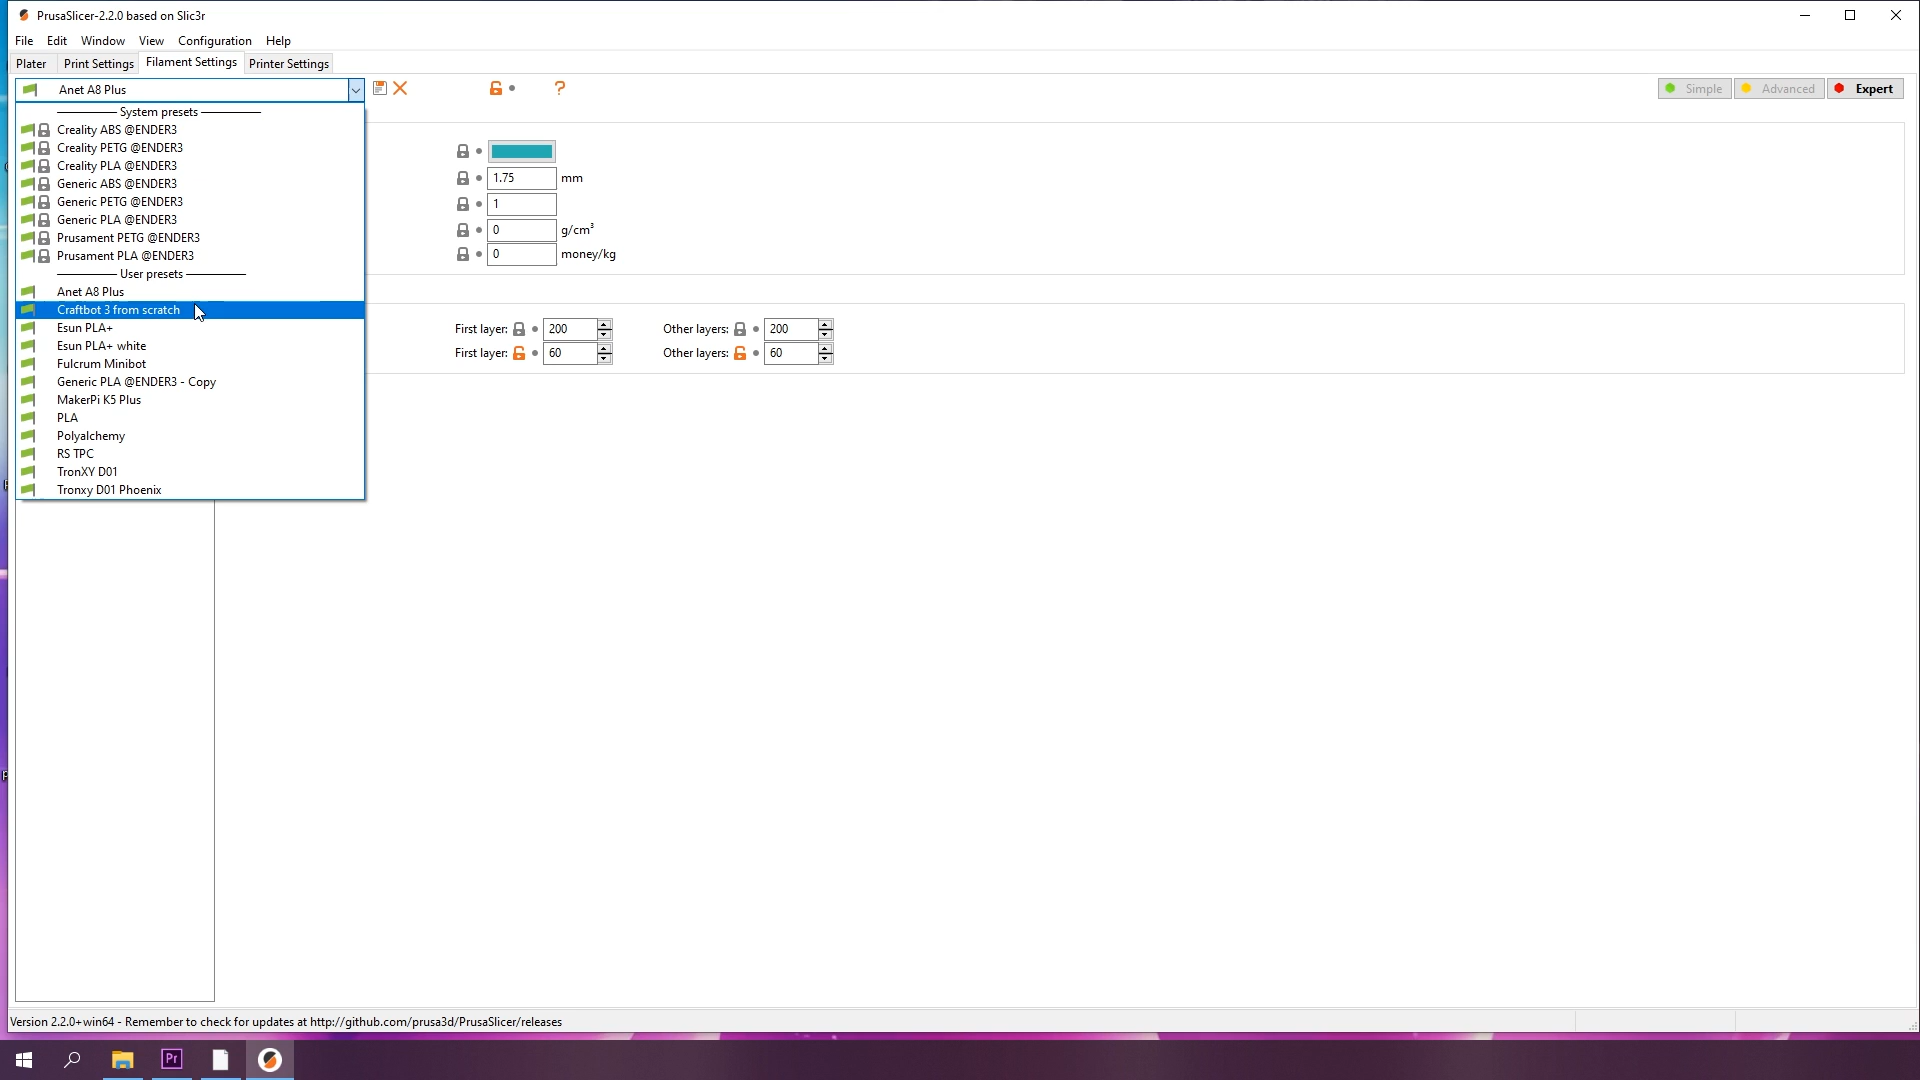 PrusaSlicer-2.2.0 based on Slic3r
File Edit Window View Configuration Help
Plater Print Settings Filament Settings Printer Settings
Anet A8 Plus
? Simple Advanced Expert
System presets
Creality ABS @ENDER3
Creality PETG @ENDER3
Creality PLA @ENDER3
Generic ABS @ENDER3
Generic PETG @ENDER3
Generic PLA @ENDER3
Prusament PETG @ENDER3
Prusament PLA @ENDER3
User presets
Anet A8 Plus
Craftbot 3 from scratch
Esun PLA+
Esun PLA+ white
Fulcrum Minibot
Generic PLA @ENDER3 - Copy
MakerPi K5 Plus
PLA
Polyalchemy
RS TPC
TronXY D01
Tronxy D01 Phoenix
1.75 mm
1
0 g/cm³
0 money/kg
First layer: 200 Other layers: 200
First layer: 60 Other layers: 60
Version 2.2.0+win64 - Remember to check for updates at http://github.com/prusa3d/PrusaSlicer/releases
Pr